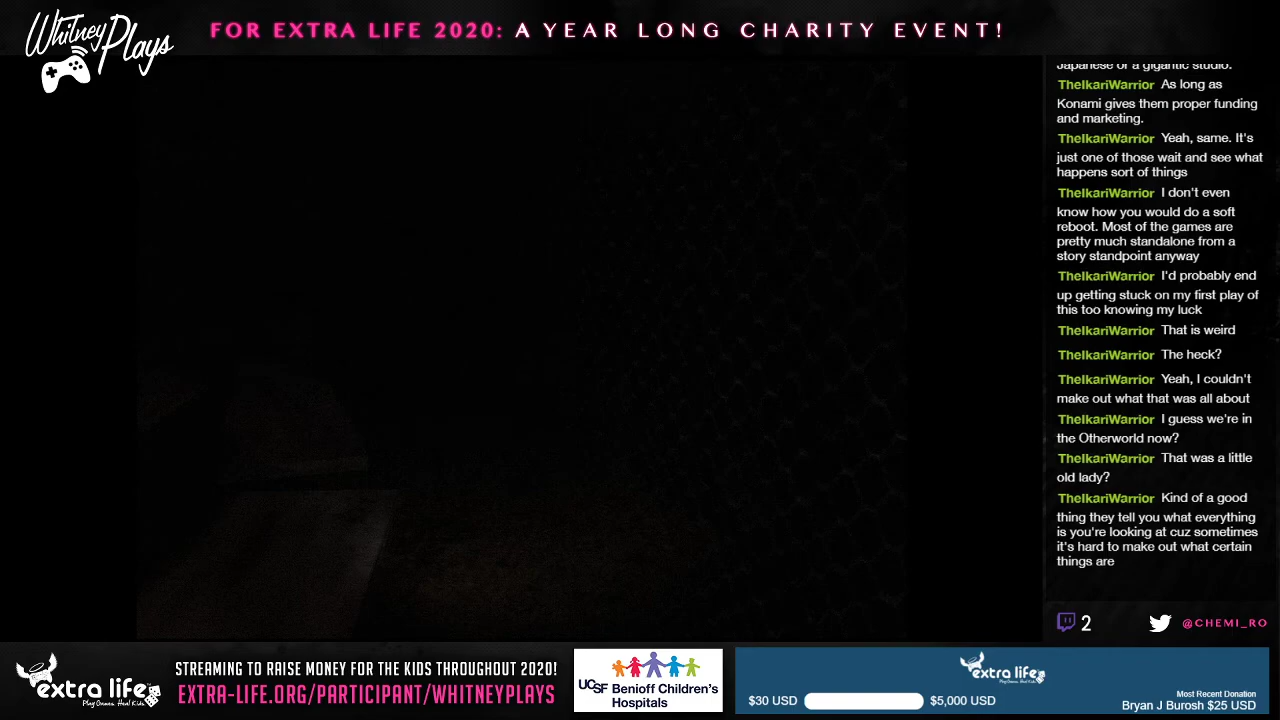 Whitney Plays
FOR EXTRA LIFE 2020: A YEAR LONG CHARITY EVENT!
Japanese or a gigantic studio.
TheIkariWarrior As long as
Konami gives them proper funding
and marketing.
TheIkariWarrior Yeah, same. It's
just one of those wait and see what
happens sort of things
TheIkariWarrior I don't even
know how you would do a soft
reboot. Most of the games are
pretty much standalone from a
story standpoint anyway
TheIkariWarrior I'd probably end
up getting stuck on my first play of
this too knowing my luck
TheIkariWarrior That is weird
TheIkariWarrior The heck?
TheIkariWarrior Yeah, I couldn't
make out what that was all about
TheIkariWarrior I guess we're in
the Otherworld now?
TheIkariWarrior That was a little
old lady?
TheIkariWarrior Kind of a good
thing they tell you what everything
is you're looking at cuz sometimes
it's hard to make out what certain
things are
2 @CHEMI_RO
extra life
Play Games. Heal Kids.
STREAMING TO RAISE MONEY FOR THE KIDS THROUGHOUT 2020!
EXTRA-LIFE.ORG/PARTICIPANT/WHITNEYPLAYS
UCSF Benioff Children's
Hospitals
extra life
Play Games. Heal Kids.
$30 USD $5,000 USD
Most Recent Donation
Bryan J Burosh $25 USD